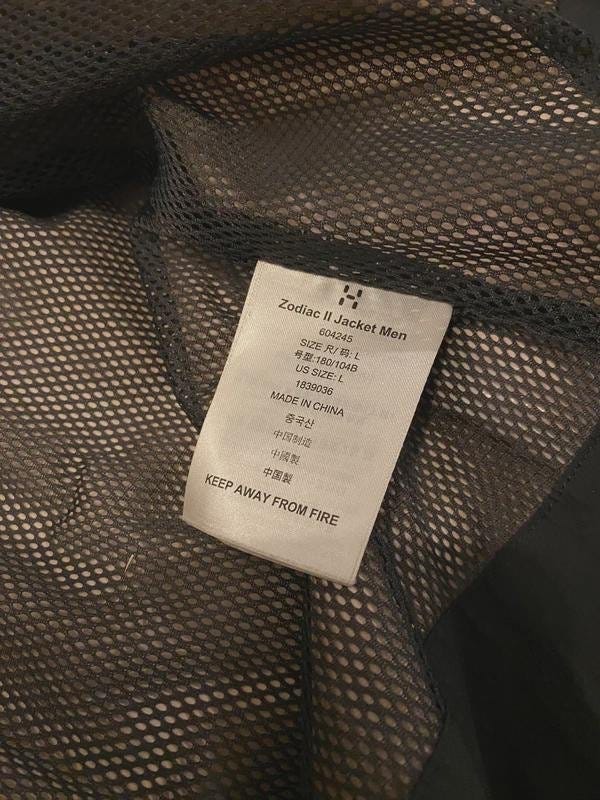 Zodiac II Jacket Men
604245
SIZE 尺/ 码: L
号型:180/104B
US SIZE: L
1839036
MADE IN CHINA
중국산
中国制造
中國製
中国製
KEEP AWAY FROM FIRE